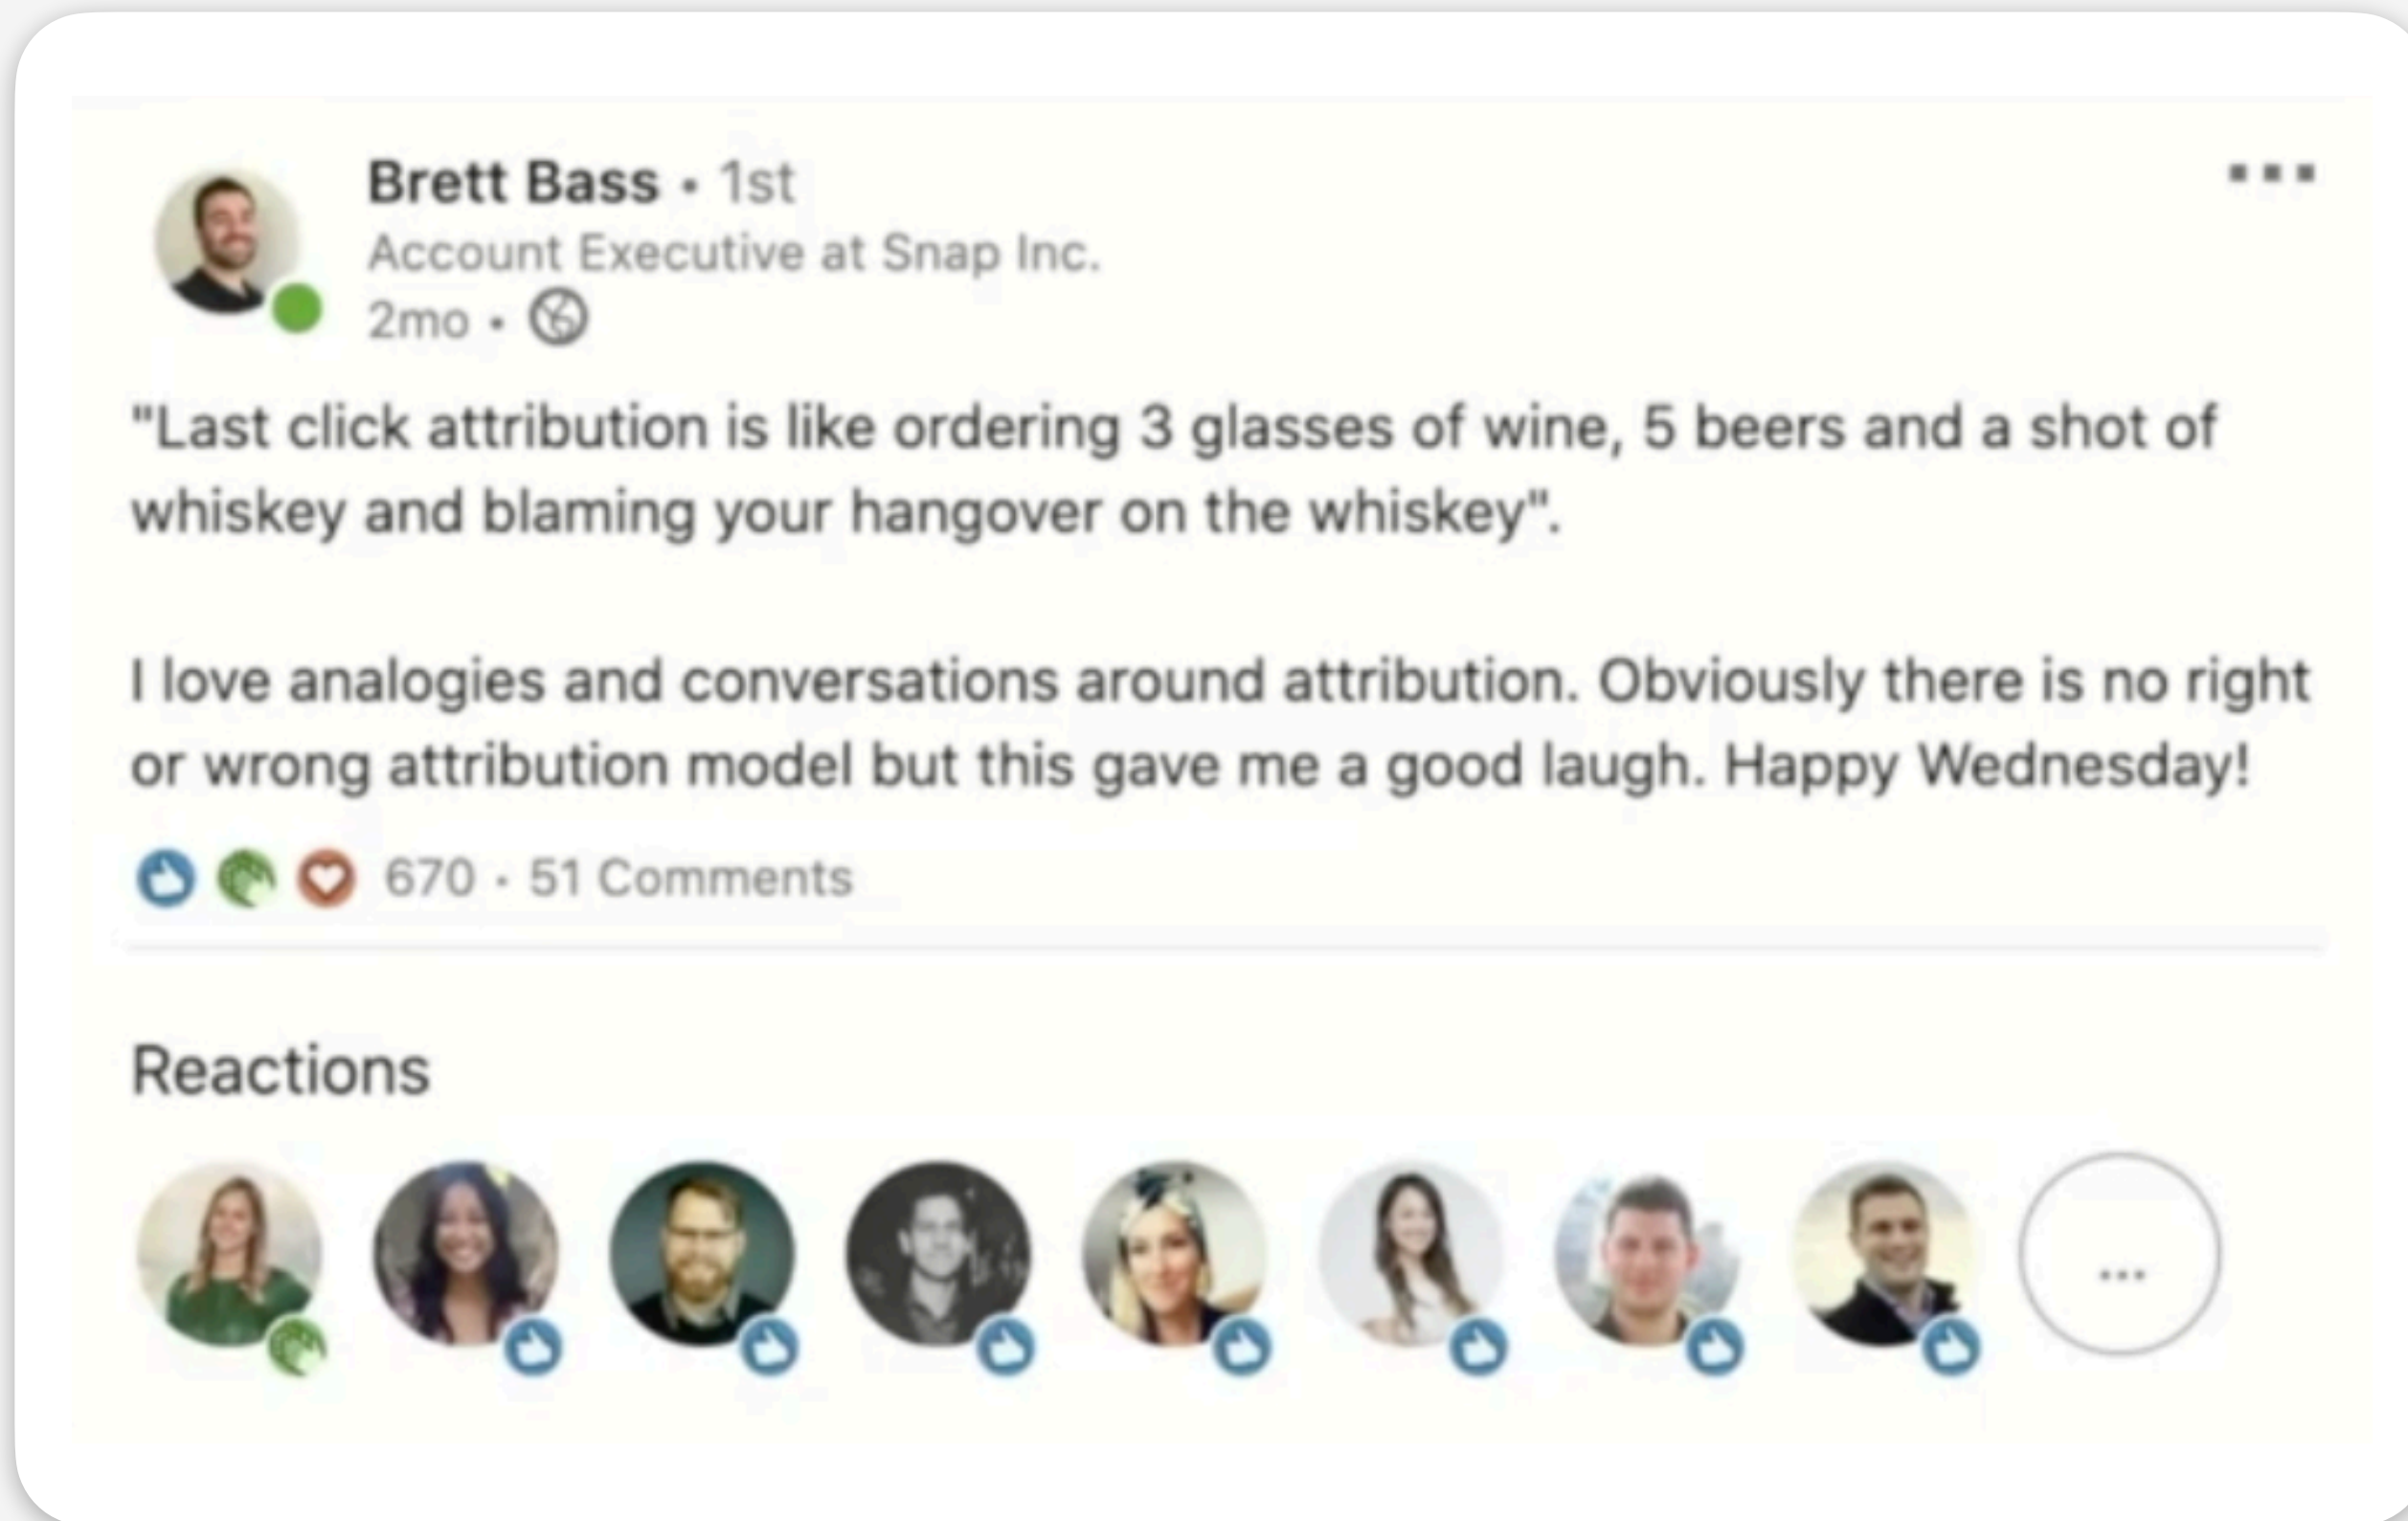 Brett Bass • 1st
Account Executive at Snap Inc.
2mo •
"Last click attribution is like ordering 3 glasses of wine, 5 beers and a shot of
whiskey and blaming your hangover on the whiskey".
I love analogies and conversations around attribution. Obviously there is no right
or wrong attribution model but this gave me a good laugh. Happy Wednesday!
670 · 51 Comments
Reactions
...